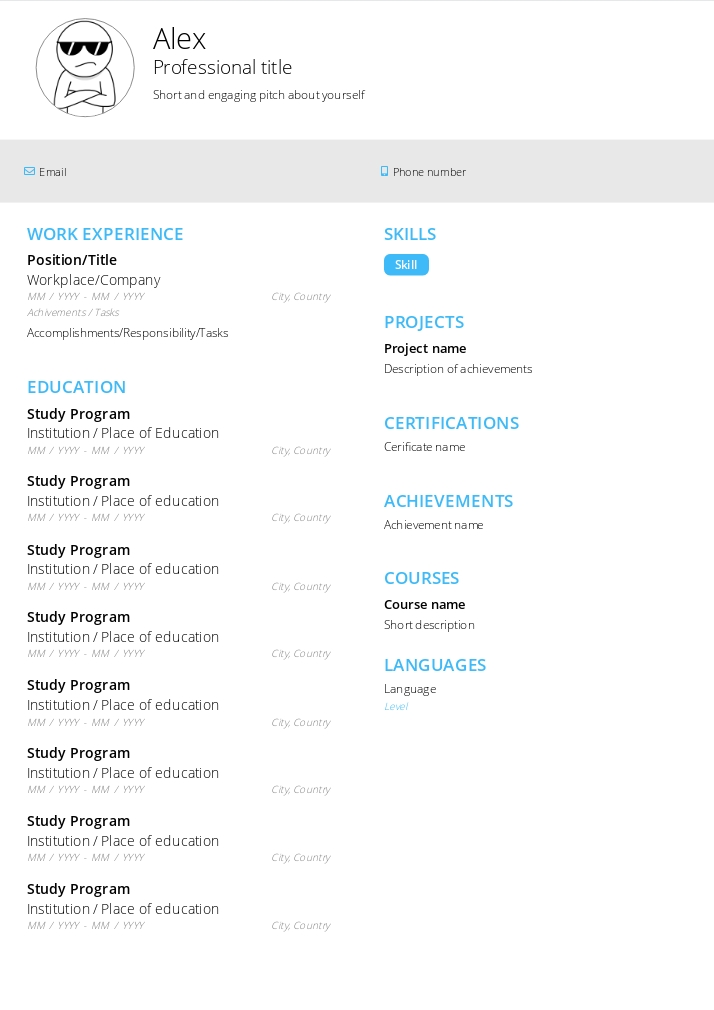 Alex
Professional title
Short and engaging pitch about yourself
Email
Phone number
WORK EXPERIENCE
Position/Title
Workplace/Company
MM / YYYY - MM / YYYY City, Country
Achivements / Tasks
Accomplishments/Responsibility/Tasks
EDUCATION
Study Program
Institution / Place of Education
MM / YYYY - MM / YYYY City, Country
Study Program
Institution / Place of education
MM / YYYY - MM / YYYY City, Country
Study Program
Institution / Place of education
MM / YYYY - MM / YYYY City, Country
Study Program
Institution / Place of education
MM / YYYY - MM / YYYY City, Country
Study Program
Institution / Place of education
MM / YYYY - MM / YYYY City, Country
Study Program
Institution / Place of education
MM / YYYY - MM / YYYY City, Country
Study Program
Institution / Place of education
MM / YYYY - MM / YYYY City, Country
Study Program
Institution / Place of education
MM / YYYY - MM / YYYY City, Country
SKILLS
Skill
PROJECTS
Project name
Description of achievements
CERTIFICATIONS
Cerificate name
ACHIEVEMENTS
Achievement name
COURSES
Course name
Short description
LANGUAGES
Language
Level